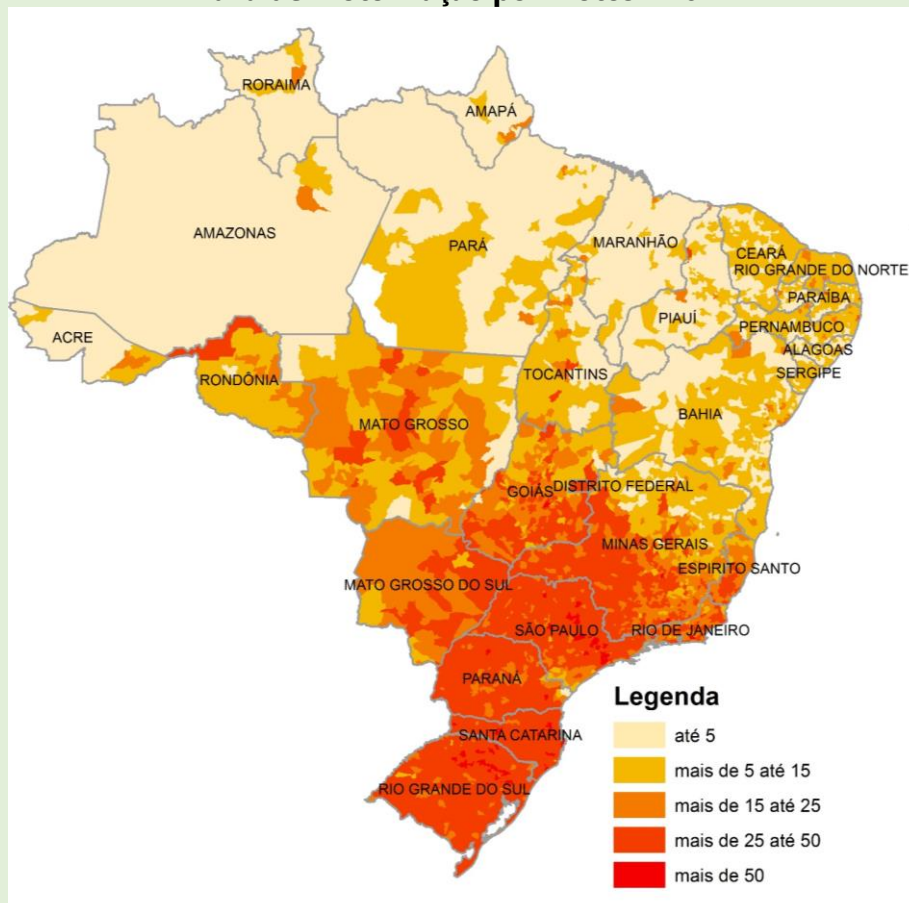 RORAIMA
AMAPÁ
AMAZONAS
PARÁ
MARANHÃO
CEARÁ
RIO GRANDE DO NORTE
PARAÍBA
PIAUÍ
PERNAMBUCO
ACRE
ALAGOAS
SERGIPE
RONDÔNIA
TOCANTINS
BAHIA
MATO GROSSO
GOIÁS
DISTRITO FEDERAL
MINAS GERAIS
ESPIRITO SANTO
MATO GROSSO DO SUL
SÃO PAULO
RIO DE JANEIRO
PARANÁ
SANTA CATARINA
RIO GRANDE DO SUL
Legenda
até 5
mais de 5 até 15
mais de 15 até 25
mais de 25 até 50
mais de 50